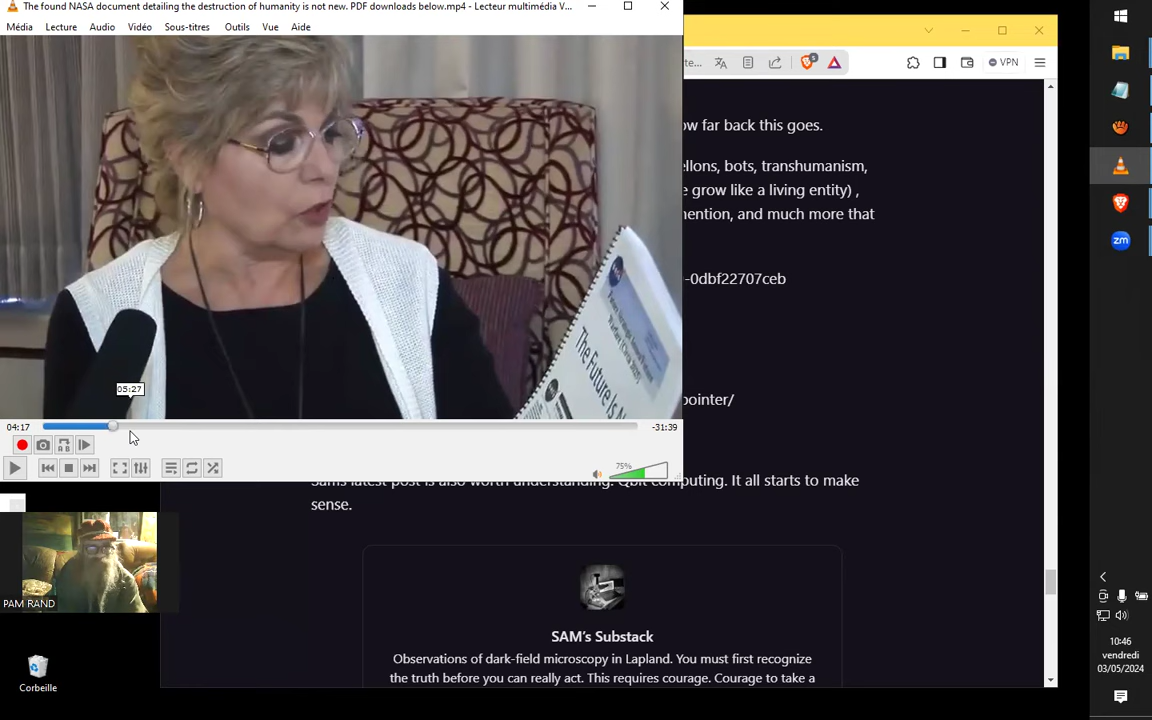 The found NASA document detailing the destruction of humanity is not new. PDF downloads below.mp4 - Lecteur multimédia V...
Média Lecture Audio Vidéo Sous-titres Outils Vue Aide
te...
VPN
ow far back this goes.
ellons, bots, transhumanism,
e grow like a living entity) ,
mention, and much more that
-0dbf22707ceb
The Future Is N
ointer/
05:27
04:17
-31:39
75%
Sams latest post is also worth understanding. Qbit computing. It all starts to make
sense.
PAM RAND
SAM's Substack
Observations of dark-field microscopy in Lapland. You must first recognize
the truth before you can really act. This requires courage. Courage to take a
Corbeille
zm
10:46
vendredi
03/05/2024